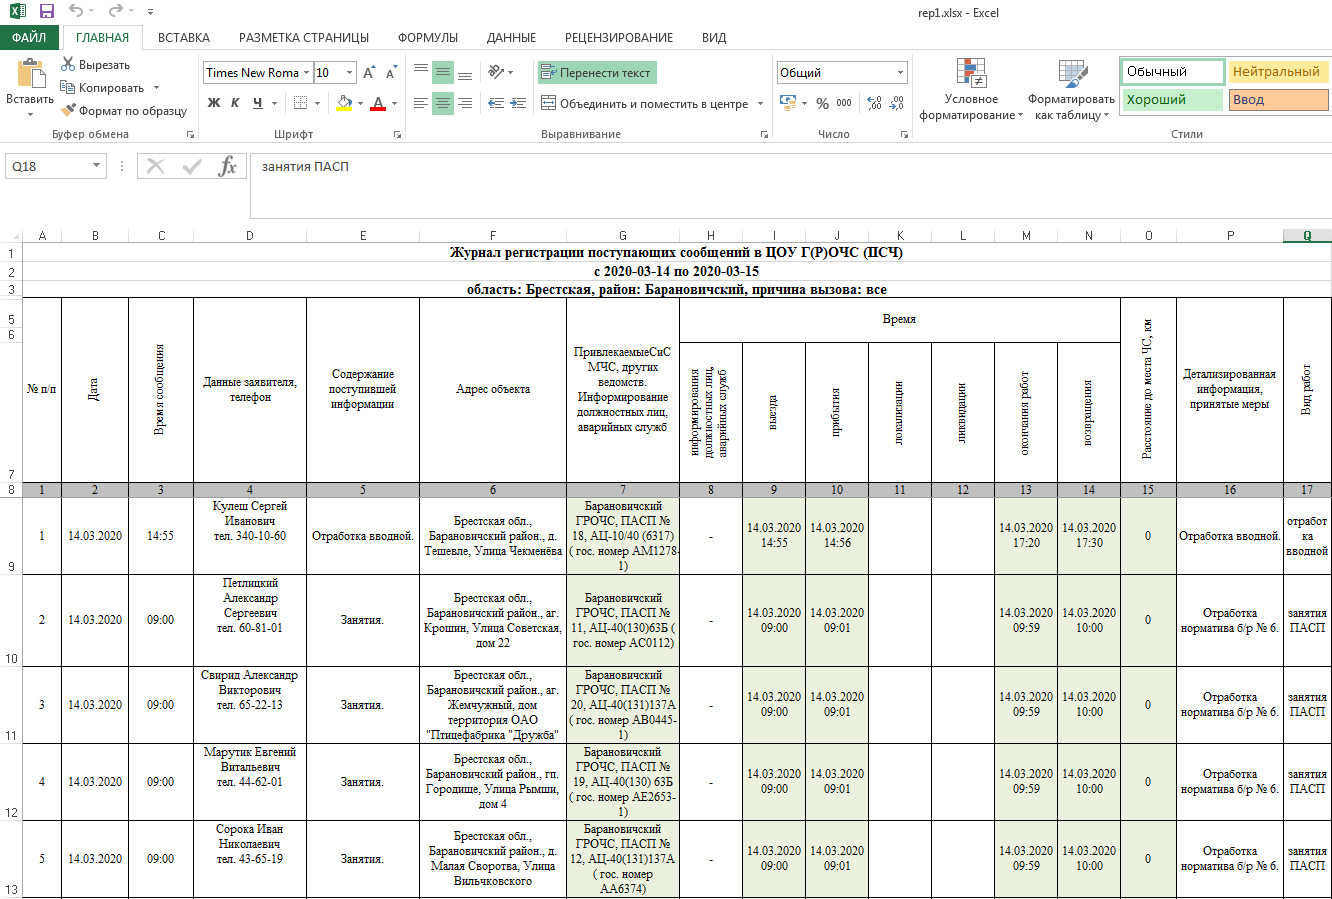 rep1.xlsx - Excel
ФАЙЛ ГЛАВНАЯ ВСТАВКА РАЗМЕТКА СТРАНИЦЫ ФОРМУЛЫ ДАННЫЕ РЕЦЕНЗИРОВАНИЕ ВИД
Вставить
Вырезать
Копировать
Формат по образцу
Буфер обмена
Times New Roma 10
Ж К Ч
Шрифт
Перенести текст
Объединить и поместить в центре
Выравнивание
Общий
% 000
Число
Условное
форматирование
Форматировать
как таблицу
Обычный Нейтральный
Хороший Ввод
Стили
Q18 fx занятия ПАСП
A B C D E F G H I J K L M N O P Q
1 Журнал регистрации поступающих сообщений в ЦОУ Г(Р)ОЧС (ПСЧ)
2 с 2020-03-14 по 2020-03-15
3 область: Брестская, район: Барановичский, причина вызова: все
5
6
7
№ п/п
Дата
Время сообщения
Данные заявителя,
телефон
Содержание
поступившей
информации
Адрес объекта
ПривлекаемыеСиС
МЧС, других
ведомств.
Информирование
должностных лиц,
аварийных служб
Время
информирования
должностных лиц,
аварийных служб
выезда
прибытия
локализации
ликвидации
окончания работ
возвращения
Расстояние до места ЧС, км
Детализированная
информация,
принятые меры
Вид работ
8 1 2 3 4 5 6 7 8 9 10 11 12 13 14 15 16 17
9
1
14.03.2020
14:55
Кулеш Сергей
Иванович
тел. 340-10-60
Отработка вводной.
Брестская обл.,
Барановичский район., д.
Тешевле, Улица Чекменёва
Барановичский
ГРОЧС, ПАСП №
18, АЦ-10/40 (6317)
( гос. номер АМ1278-
1)
-
14.03.2020
14:55
14.03.2020
14:56
14.03.2020
17:20
14.03.2020
17:30
0
Отработка вводной.
отработ
ка
вводной
10
2
14.03.2020
09:00
Петлицкий
Александр
Сергеевич
тел. 60-81-01
Занятия.
Брестская обл.,
Барановичский район., аг.
Крошин, Улица Советская,
дом 22
Барановичский
ГРОЧС, ПАСП №
11, АЦ-40(130)63Б (
гос. номер АС0112)
-
14.03.2020
09:00
14.03.2020
09:01
14.03.2020
09:59
14.03.2020
10:00
0
Отработка
норматива б/р № 6.
занятия
ПАСП
11
3
14.03.2020
09:00
Свирид Александр
Викторович
тел. 65-22-13
Занятия.
Брестская обл.,
Барановичский район., аг.
Жемчужный, дом
территория ОАО
"Птицефабрика "Дружба"
Барановичский
ГРОЧС, ПАСП №
20, АЦ-40(131)137А
( гос. номер АВ0445-
1)
-
14.03.2020
09:00
14.03.2020
09:01
14.03.2020
09:59
14.03.2020
10:00
0
Отработка
норматива б/р № 6.
занятия
ПАСП
12
4
14.03.2020
09:00
Марутик Евгений
Витальевич
тел. 44-62-01
Занятия.
Брестская обл.,
Барановичский район., гп.
Городище, Улица Рымши,
дом 4
Барановичский
ГРОЧС, ПАСП №
19, АЦ-40(130) 63Б
( гос. номер АЕ2653-
1)
-
14.03.2020
09:00
14.03.2020
09:01
14.03.2020
09:59
14.03.2020
10:00
0
Отработка
норматива б/р № 6.
занятия
ПАСП
13
5
14.03.2020
09:00
Сорока Иван
Николаевич
тел. 43-65-19
Занятия.
Брестская обл.,
Барановичский район., д.
Малая Своротва, Улица
Вильчковского
Барановичский
ГРОЧС, ПАСП №
12, АЦ-40(131)137А
( гос. номер
АА6374)
-
14.03.2020
09:00
14.03.2020
09:01
14.03.2020
09:59
14.03.2020
10:00
0
Отработка
норматива б/р № 6.
занятия
ПАСП